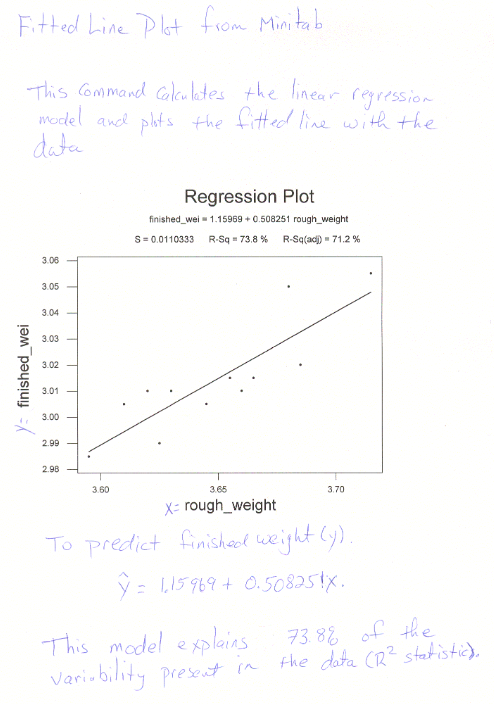 Fitted Line Plot from Minitab
This Command Calculates the linear regression
model and plots the fitted line with the
data
Regression Plot
finished_wei = 1.15969 + 0.508251 rough_weight
S = 0.0110333 R-Sq = 73.8 % R-Sq(adj) = 71.2 %
3.06
3.05
3.04
3.03
3.02
3.01
3.00
2.99
2.98
y= finished_wei
3.60 3.65 3.70
x= rough_weight
To predict finished weight (y).
ŷ = 1.15969 + 0.508251x.
This model explains 73.8% of the
variability present in the data (R² statistic).